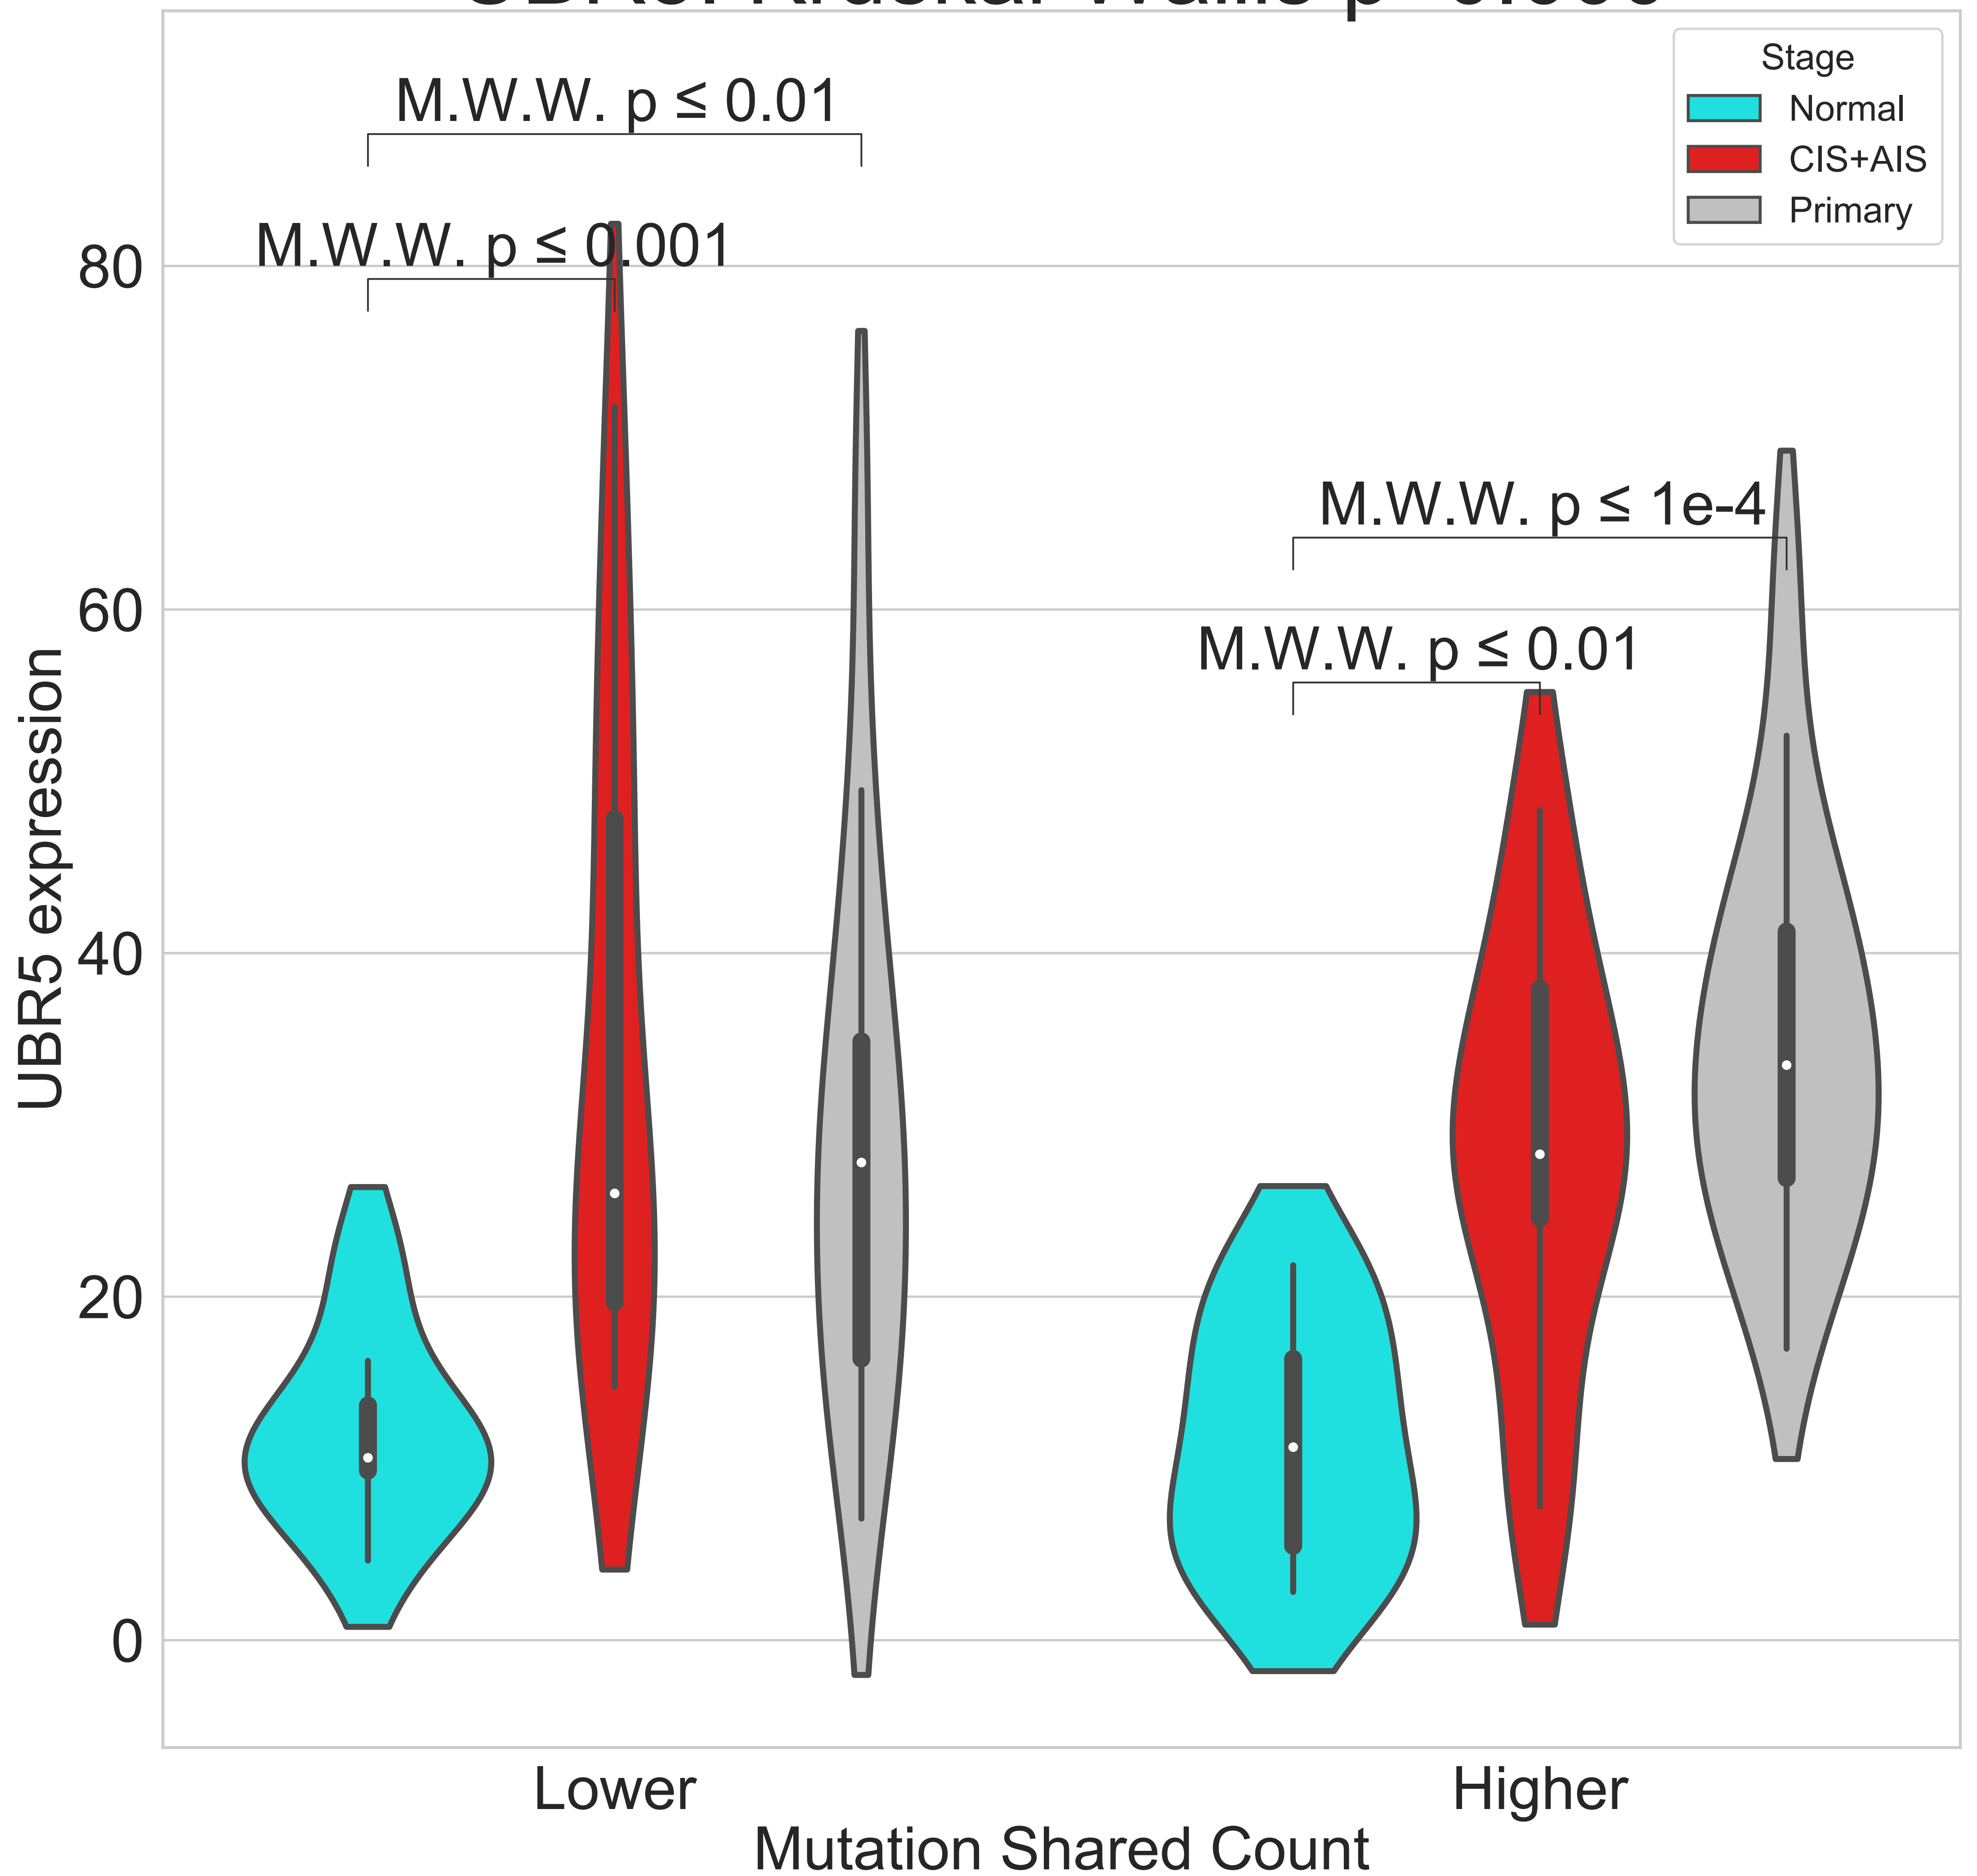 Stage
Normal
CIS+AIS
Primary
M.W.W. p ≤ 0.01
M.W.W. p ≤ 0.001
M.W.W. p ≤ 1e-4
M.W.W. p ≤ 0.01
80
60
40
20
0
UBR5 expression
Lower
Higher
Mutation Shared Count